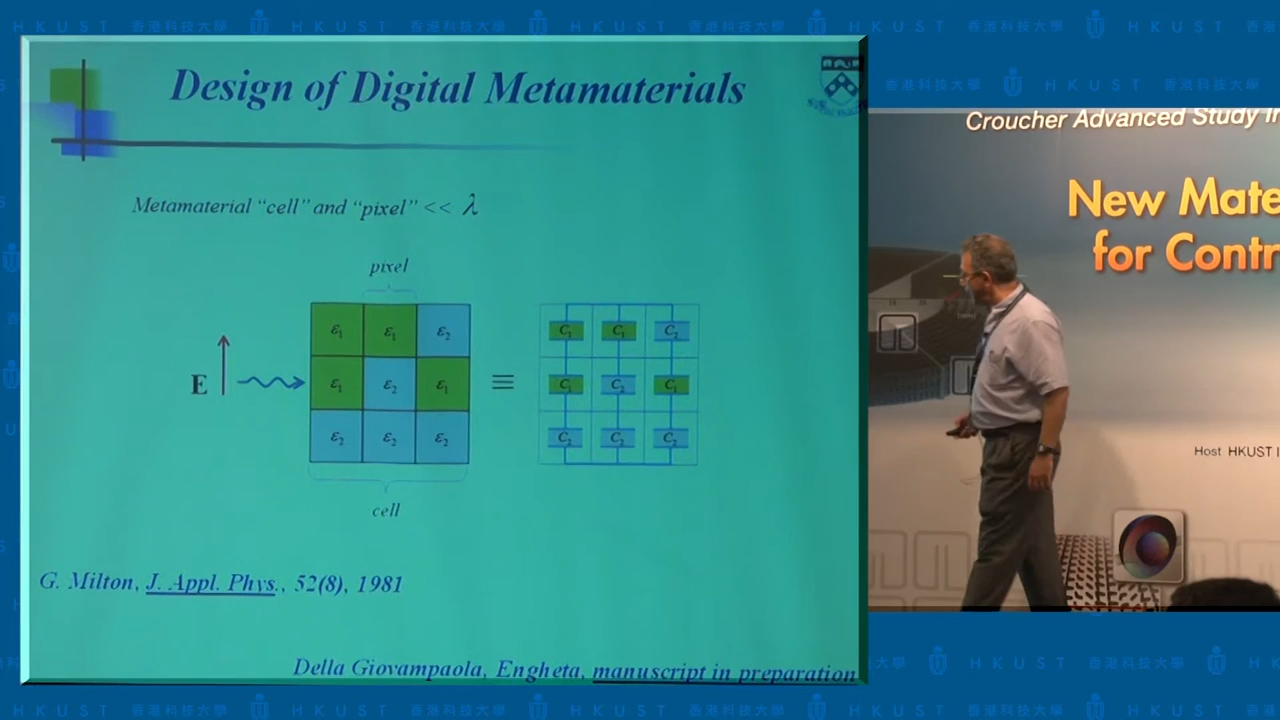 Design of Digital Metamaterials
Metamaterial "cell" and "pixel" << λ
pixel
ε1 ε1 ε2
ε1 ε2 ε1
ε2 ε2 ε2
E
≡
C1 C1 C2
C1 C2 C1
C2 C2 C2
cell
G. Milton, J. Appl. Phys., 52(8), 1981
Della Giovampaola, Engheta, manuscript in preparation
Croucher Advanced Study
New Mate
for Contr
Host HKUST
HKUST 香港科技大學